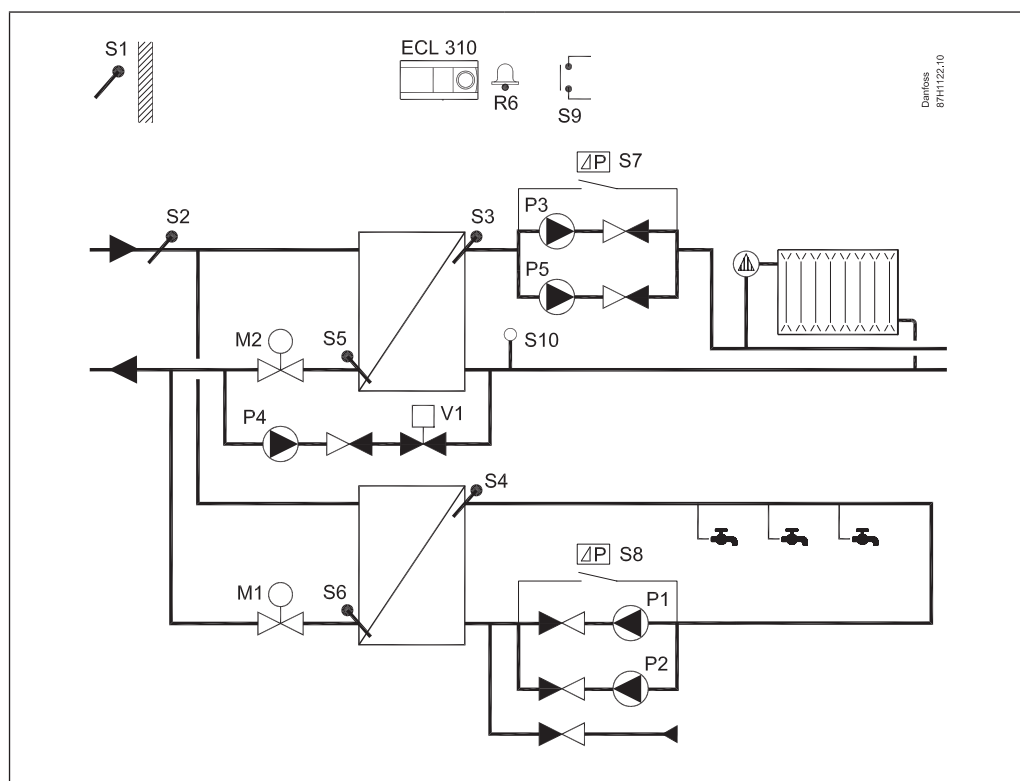 S1
ECL 310
R6
S9
Danfoss
87H1122.10
⊿P S7
S2
S3
P3
P5
M2
S5
S10
P4
V1
S4
⊿P S8
M1
S6
P1
P2